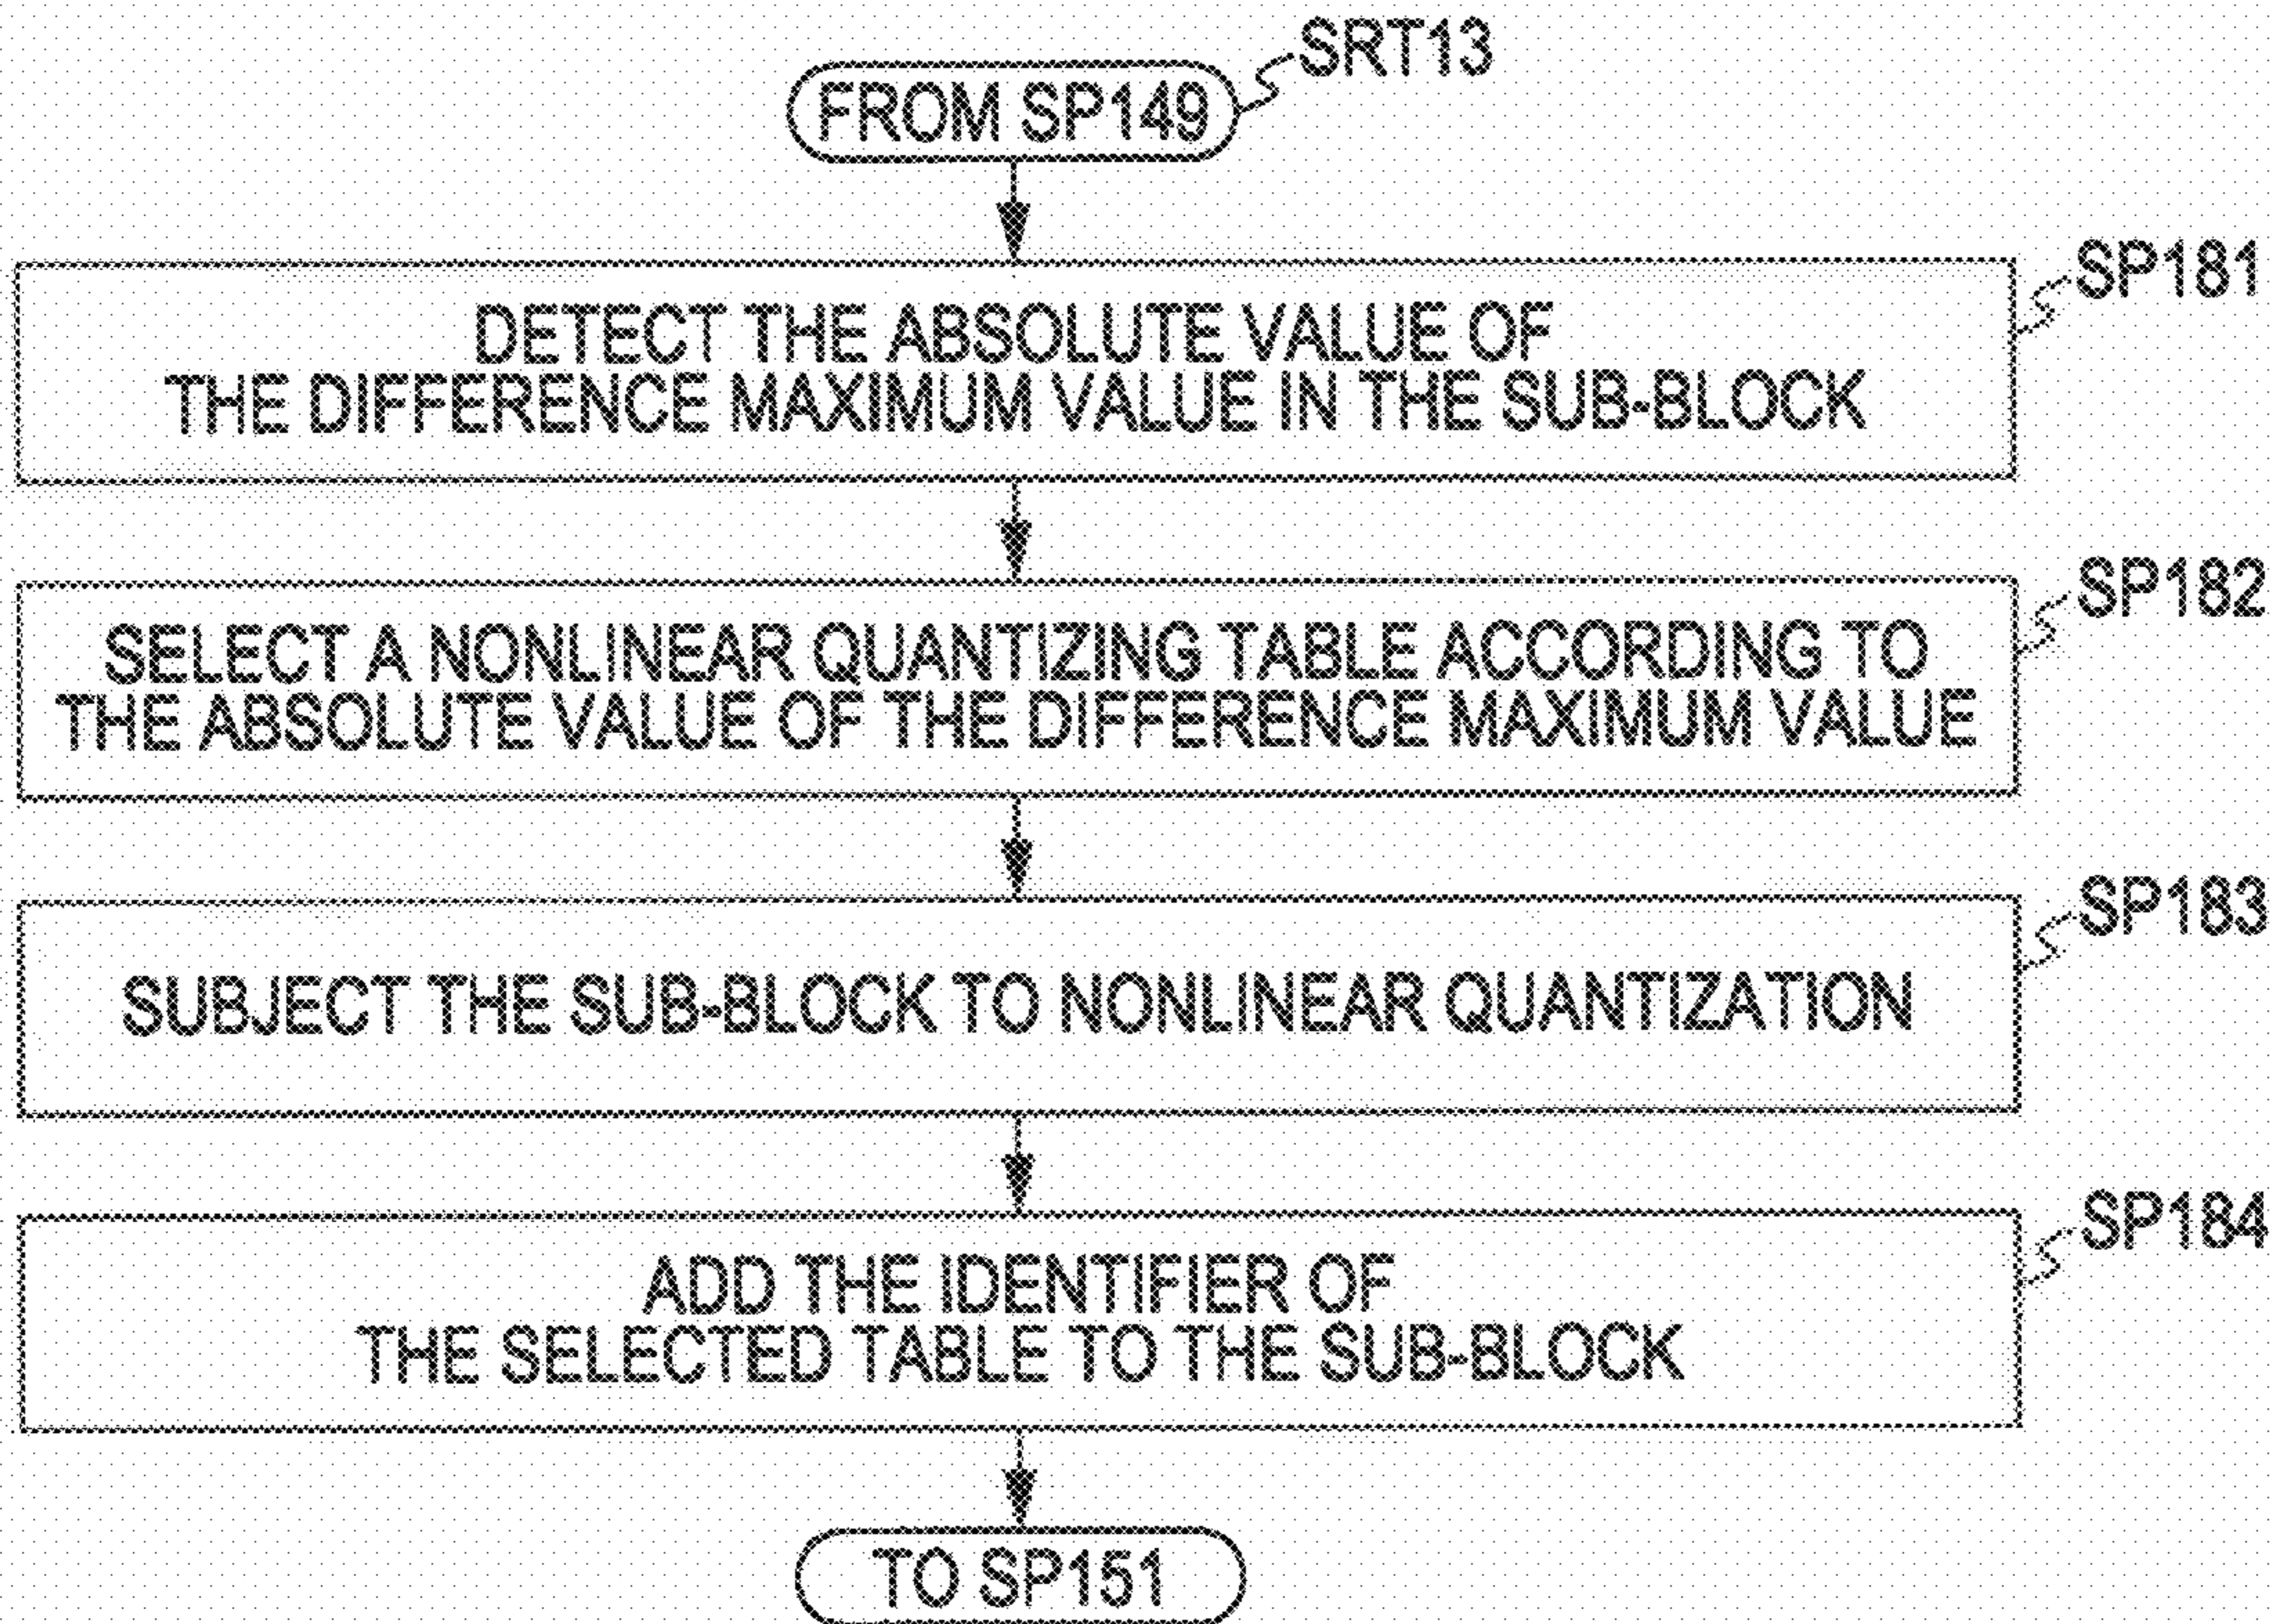 SRT13
FROM SP149
SP181
DETECT THE ABSOLUTE VALUE OF
THE DIFFERENCE MAXIMUM VALUE IN THE SUB-BLOCK
SP182
SELECT A NONLINEAR QUANTIZING TABLE ACCORDING TO
THE ABSOLUTE VALUE OF THE DIFFERENCE MAXIMUM VALUE
SP183
SUBJECT THE SUB-BLOCK TO NONLINEAR QUANTIZATION
SP184
ADD THE IDENTIFIER OF
THE SELECTED TABLE TO THE SUB-BLOCK
TO SP151